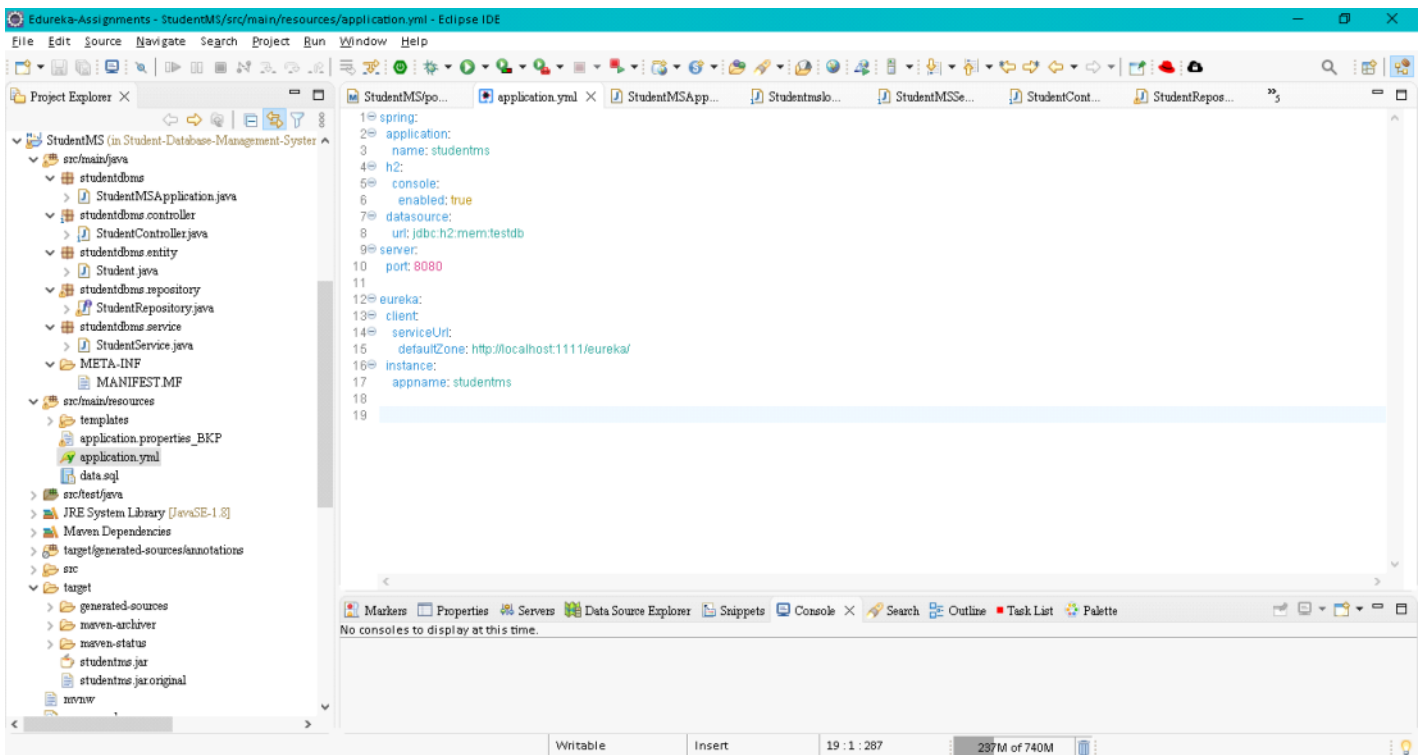 Edureka-Assignments - StudentMS/src/main/resources/application.yml - Eclipse IDE
File Edit Source Navigate Search Project Run Window Help
Project Explorer
StudentMS (in Student-Database-Management-Syster
src/main/java
studentdbms
StudentMSApplication.java
studentdbms.controller
StudentController.java
studentdbms.entity
Student.java
studentdbms.repository
StudentRepository.java
studentdbms.service
StudentService.java
META-INF
MANIFEST.MF
src/main/resources
templates
application.properties_BKP
application.yml
data.sql
src/test/java
JRE System Library [JavaSE-1.8]
Maven Dependencies
target/generated-sources/annotations
src
target
generated-sources
maven-archiver
maven-status
studentms.jar
studentms.jar.original
mvnw
StudentMS/po... application.yml StudentMSApp... Studentmslo... StudentMSSe... StudentCont... StudentRepos... 5
1 spring:
2 application:
3 name: studentms
4 h2:
5 console:
6 enabled: true
7 datasource:
8 url: jdbc:h2:mem:testdb
9 server:
10 port: 8080
11
12 eureka:
13 client:
14 serviceUrl:
15 defaultZone: http://localhost:1111/eureka/
16 instance:
17 appname: studentms
18
19
Markers Properties Servers Data Source Explorer Snippets Console Search Outline Task List Palette
No consoles to display at this time.
Writable Insert 19 : 1 : 287 237M of 740M